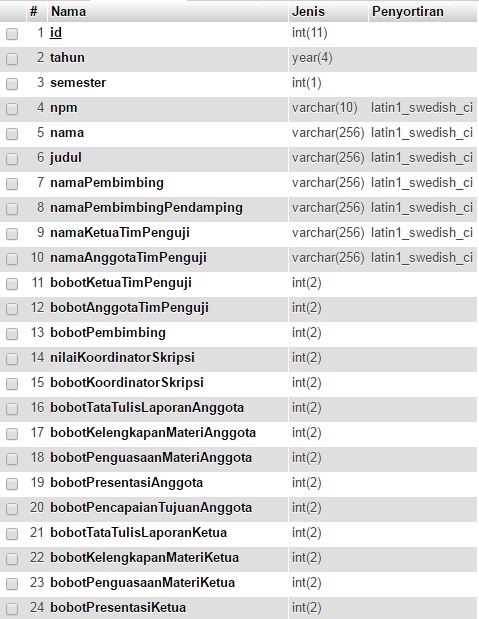 # Nama Jenis Penyortiran
1 id int(11)
2 tahun year(4)
3 semester int(1)
4 npm varchar(10) latin1_swedish_ci
5 nama varchar(256) latin1_swedish_ci
6 judul varchar(256) latin1_swedish_ci
7 namaPembimbing varchar(256) latin1_swedish_ci
8 namaPembimbingPendamping varchar(256) latin1_swedish_ci
9 namaKetuaTimPenguji varchar(256) latin1_swedish_ci
10 namaAnggotaTimPenguji varchar(256) latin1_swedish_ci
11 bobotKetuaTimPenguji int(2)
12 bobotAnggotaTimPenguji int(2)
13 bobotPembimbing int(2)
14 nilaiKoordinatorSkripsi int(2)
15 bobotKoordinatorSkripsi int(2)
16 bobotTataTulisLaporanAnggota int(2)
17 bobotKelengkapanMateriAnggota int(2)
18 bobotPenguasaanMateriAnggota int(2)
19 bobotPresentasiAnggota int(2)
20 bobotPencapaianTujuanAnggota int(2)
21 bobotTataTulisLaporanKetua int(2)
22 bobotKelengkapanMateriKetua int(2)
23 bobotPenguasaanMateriKetua int(2)
24 bobotPresentasiKetua int(2)